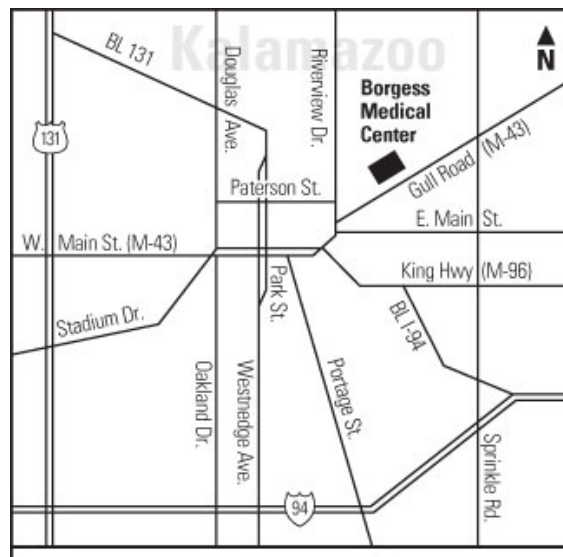 Kalamazoo
BL 131
Douglas Ave.
Riverview Dr.
N
Borgess
Medical
Center
131
Gull Road (M-43)
Paterson St.
E. Main St.
W. Main St. (M-43)
King Hwy (M-96)
Park St.
BL I-94
Stadium Dr.
Oakland Dr.
Westnedge Ave.
Portage St.
Sprinkle Rd.
94